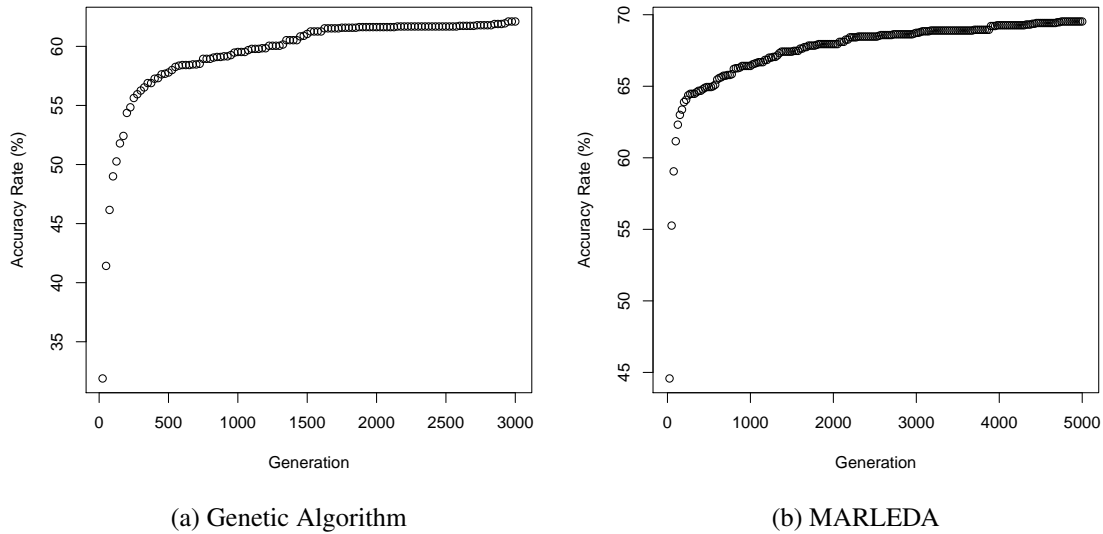 60
55
50
45
40
35
Accuracy Rate (%)
0 500 1000 1500 2000 2500 3000
Generation
(a) Genetic Algorithm
70
65
60
55
50
45
Accuracy Rate (%)
0 1000 2000 3000 4000 5000
Generation
(b) MARLEDA